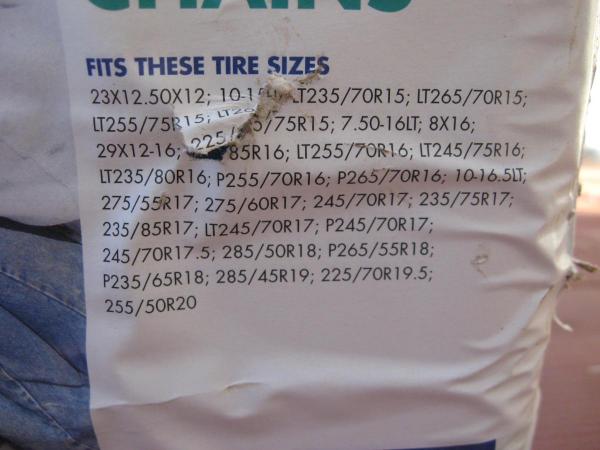 CHAINS
FITS THESE TIRE SIZES
23X12.50X12; LT235/70R15; LT265/70R15;
LT255/75R15; /75R15; 7.50-16LT; 8X16;
29X12-16; 225/ 85R16; LT255/70R16; LT245/75R16;
LT235/80R16; P255/70R16; P265/70R16; 10-16.5LT;
275/55R17; 275/60R17; 245/70R17; 235/75R17;
235/85R17; LT245/70R17; P245/70R17;
245/70R17.5; 285/50R18; P265/55R18;
P235/65R18; 285/45R19; 225/70R19.5;
255/50R20